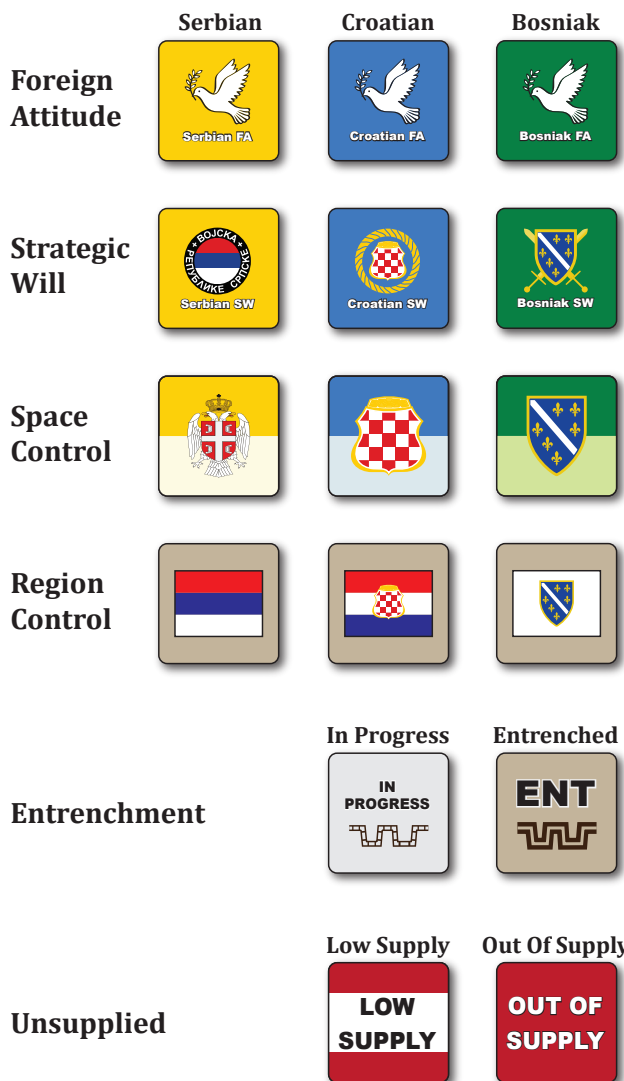 Serbian Croatian Bosniak
Foreign
Attitude
Serbian FA Croatian FA Bosniak FA
Strategic
Will
ВОЈСКА
РЕПУБЛИКЕ СРПСКЕ
Serbian SW Croatian SW Bosniak SW
Space
Control
Region
Control
In Progress Entrenched
Entrenchment
IN
PROGRESS
ENT
Low Supply Out Of Supply
Unsupplied
LOW
SUPPLY
OUT OF
SUPPLY